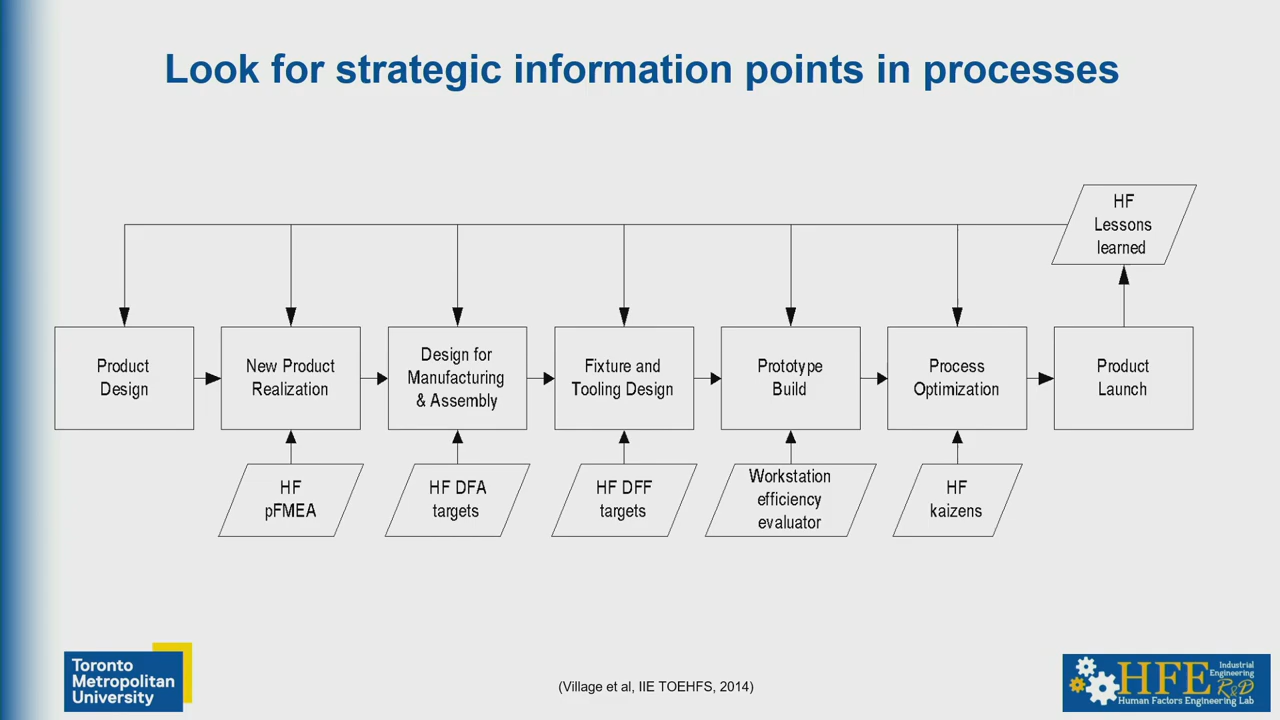 Look for strategic information points in processes
HF
Lessons
learned
Product
Design
New Product
Realization
Design for
Manufacturing
& Assembly
Fixture and
Tooling Design
Prototype
Build
Process
Optimization
Product
Launch
HF
pFMEA
HF DFA
targets
HF DFF
targets
Workstation
efficiency
evaluator
HF
kaizens
Toronto
Metropolitan
University
(Village et al, IIE TOEHFS, 2014)
HFE
Industrial
Engineering
R&D
Human Factors Engineering Lab